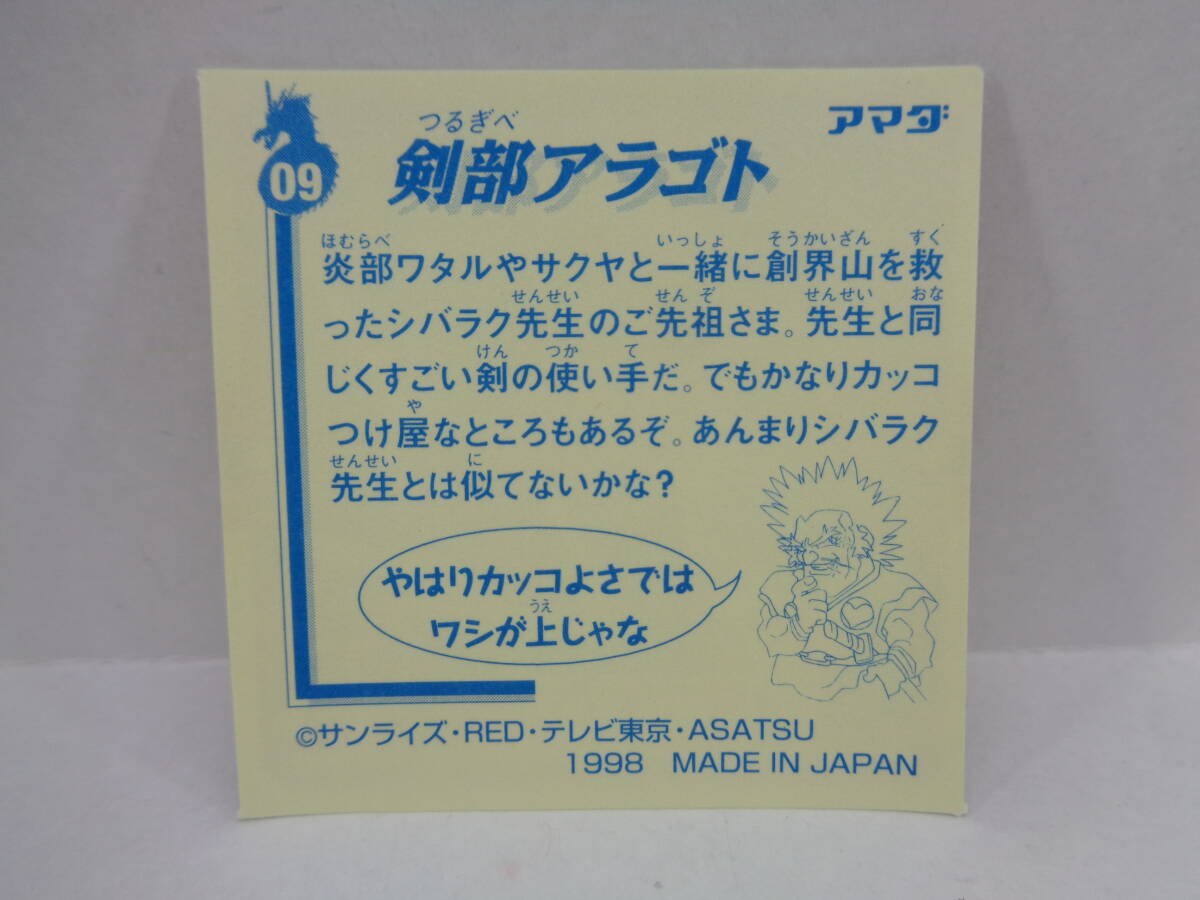 アマダ
09
つるぎべ
剣部アラゴト
ほむらべ いっしょ そうかいざん すく
炎部ワタルやサクヤと一緒に創界山を救
せんせい せんぞ せんせい おな
ったシバラク先生のご先祖さま。先生と同
けん つか て
じくすごい剣の使い手だ。でもかなりカッコ
や
つけ屋なところもあるぞ。あんまりシバラク
せんせい に
先生とは似てないかな?
やはりカッコよさでは
うえ
ワシが上じゃな
©サンライズ・RED・テレビ東京・ASATSU
1998 MADE IN JAPAN